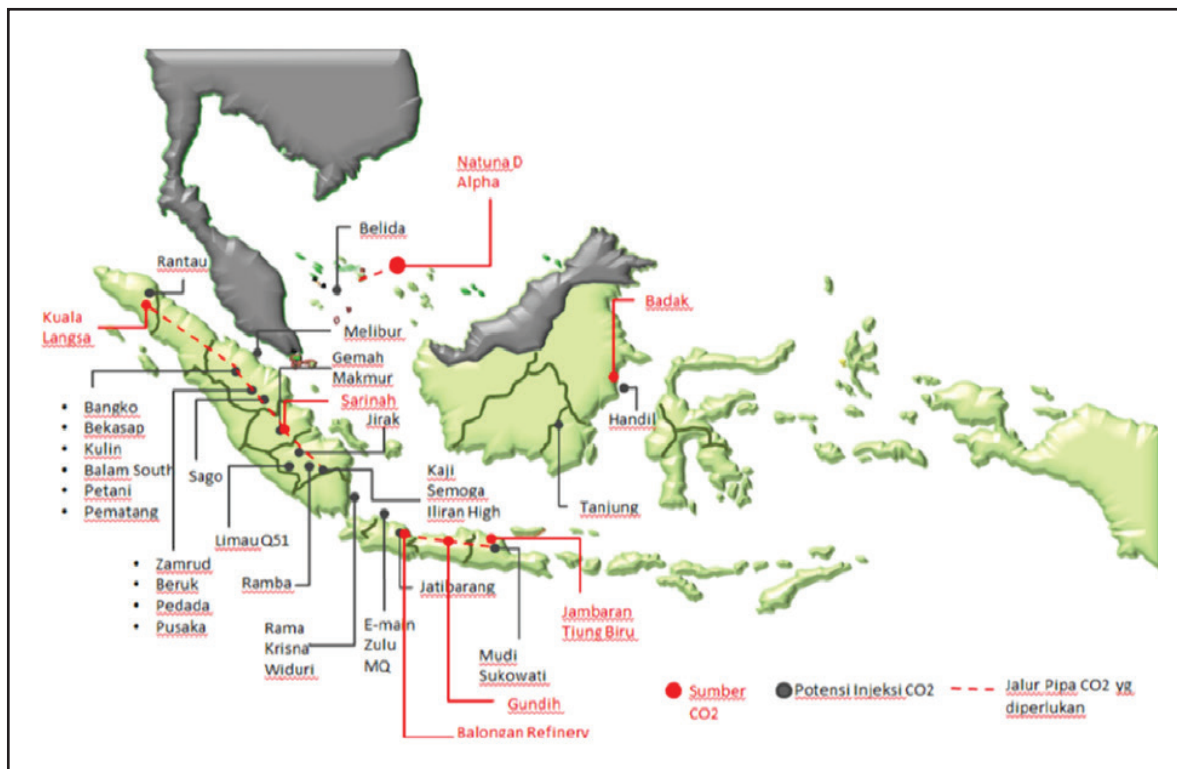 Natuna D
Alpha
Belida
Rantau
Badak
Kuala
Langsa
Melibur
Gemah
Makmur
Sarinah
Jirak
Handil
• Bangko
• Bekasap
• Kulin
• Balam South
• Petani
• Pematang
Sago
Kaji
Semoga
Iliran High
Tanjung
Limau Q51
• Zamrud
• Beruk
• Pedada
• Pusaka
Ramba
Jatibarang
Jambaran
Tiung Biru
Rama
Krisna
Widuri
E-main
Zulu
MQ
Mudi
Sukowati
Gundih
Balongan Refinery
Sumber
CO2
Potensi Injeksi CO2
Jalur Pipa CO2 yg
diperlukan